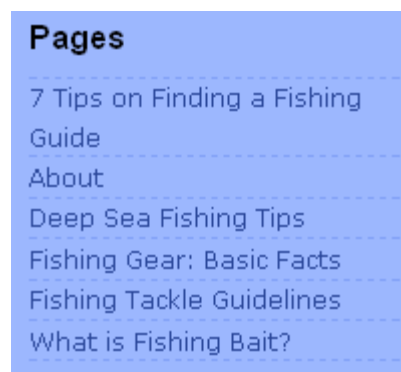 Pages
7 Tips on Finding a Fishing
Guide
About
Deep Sea Fishing Tips
Fishing Gear: Basic Facts
Fishing Tackle Guidelines
What is Fishing Bait?